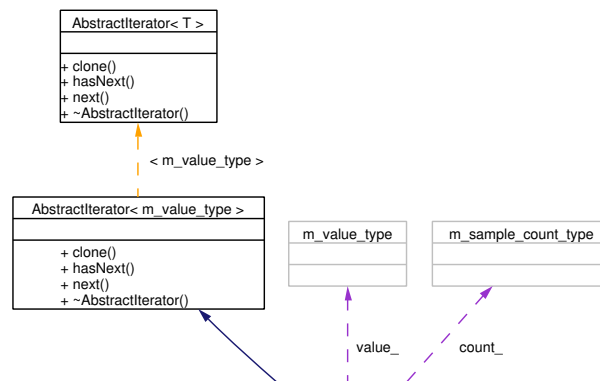 AbstractIterator< T >
+ clone()
+ hasNext()
+ next()
+ ~AbstractIterator()
< m_value_type >
AbstractIterator< m_value_type >
+ clone()
+ hasNext()
+ next()
+ ~AbstractIterator()
m_value_type
m_sample_count_type
value_
count_